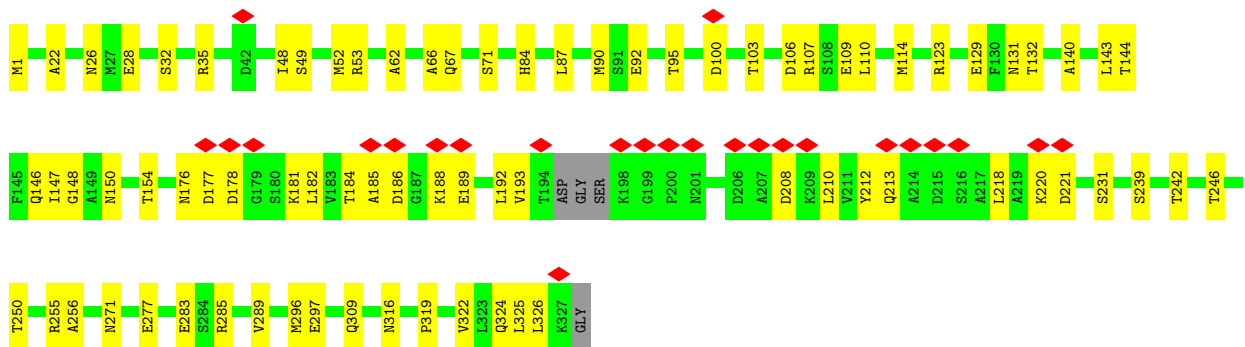 M1 A22 N26 M27 E28 S32 R35 D42 I48 S49 M52 R53 A62 A66 Q67 S71 H84 L87 M90 S91 E92 T95 D100 T103 D106 R107 S108 E109 L110 M114 R123 E129 F130 N131 T132 A140 L143 T144
F145 Q146 I147 G148 A149 N150 T154 N176 D177 D178 G179 S180 K181 L182 V183 T184 A185 D186 G187 K188 E189 L192 V193 T194 ASP GLY SER K198 G199 P200 N201 D206 A207 D208 K209 L210 V211 Y212 Q213 A214 D215 S216 A217 L218 A219 K220 D221 S231 S239 T242 T246
T250 R255 A256 N271 E277 E283 S284 R285 V289 M296 E297 Q309 N316 P319 V322 L323 Q324 L325 L326 K327 GLY